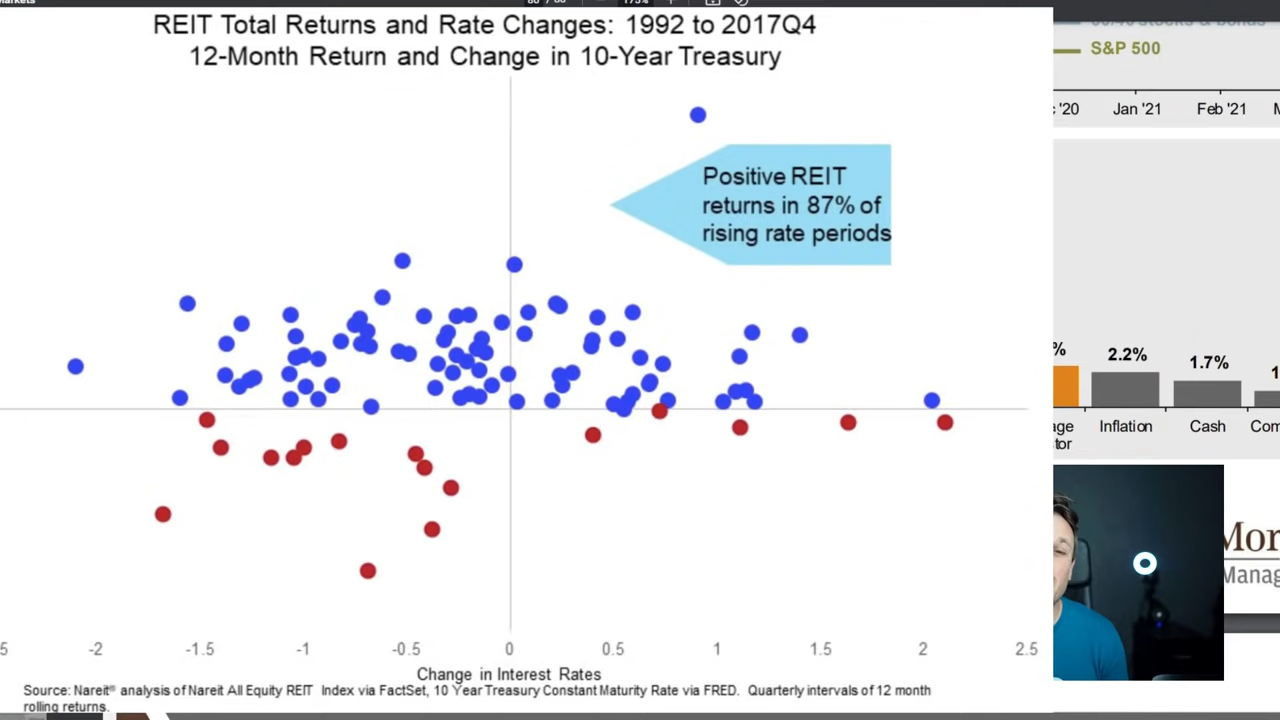 REIT Total Returns and Rate Changes: 1992 to 2017Q4
12-Month Return and Change in 10-Year Treasury
Positive REIT
returns in 87% of
rising rate periods
-2 -1.5 -1 -0.5 0 0.5 1 1.5 2 2.5
Change in Interest Rates
Source: Nareit® analysis of Nareit All Equity REIT Index via FactSet, 10 Year Treasury Constant Maturity Rate via FRED. Quarterly intervals of 12 month
rolling returns.
S&P 500
'20 Jan '21 Feb '21
% 2.2% 1.7%
Inflation Cash